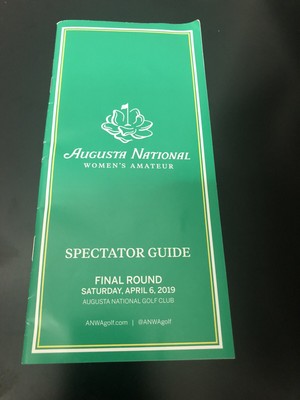 AUGUSTA NATIONAL
WOMEN'S AMATEUR
SPECTATOR GUIDE
FINAL ROUND
SATURDAY, APRIL 6, 2019
AUGUSTA NATIONAL GOLF CLUB
ANWAgolf.com | @ANWAgolf